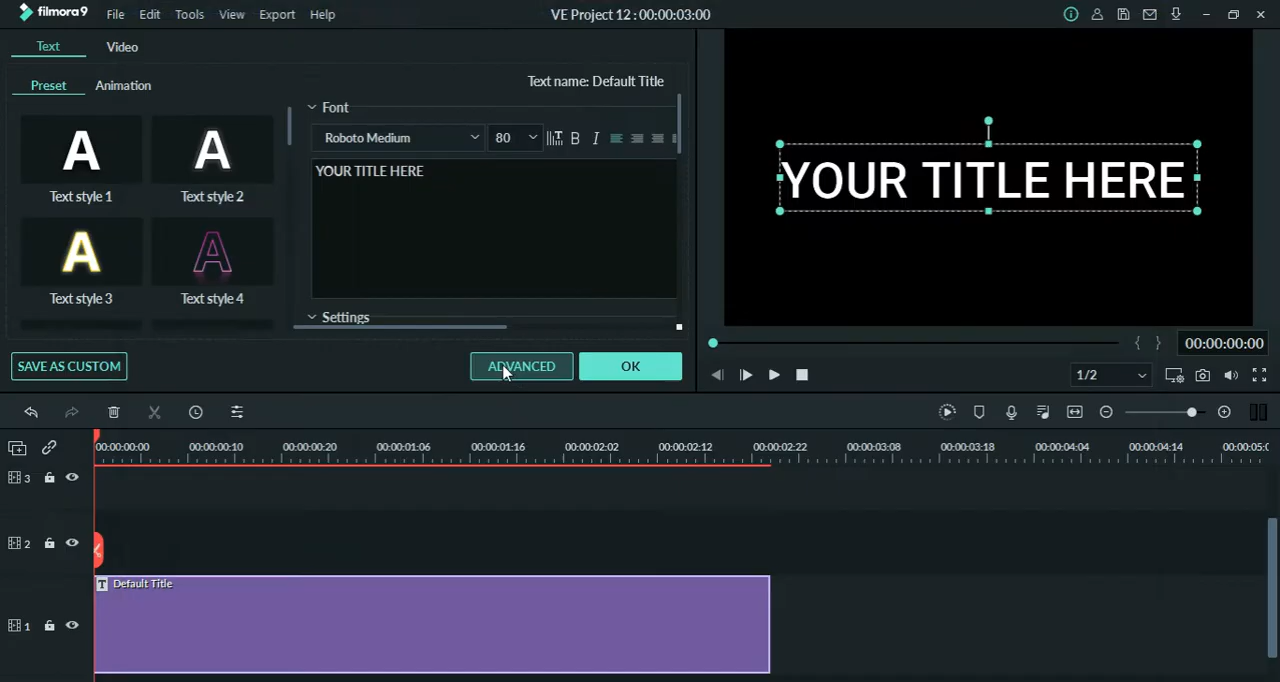 filmora9 File Edit Tools View Export Help VE Project 12 : 00:00:03:00
Text Video
Preset Animation
Text name: Default Title
Font
Roboto Medium 80 B I
YOUR TITLE HERE
A A
Text style 1 Text style 2
A A
Text style 3 Text style 4
Settings
SAVE AS CUSTOM ADVANCED OK
YOUR TITLE HERE
{ } 00:00:00:00
1/2
00:00:00:00 00:00:00:10 00:00:00:20 00:00:01:06 00:00:01:16 00:00:02:02 00:00:02:12 00:00:02:22 00:00:03:08 00:00:03:18 00:00:04:04 00:00:04:14
3
2
T Default Title
1